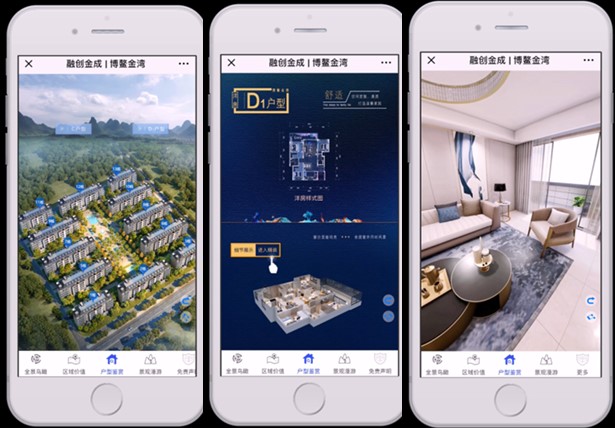 融创金成 | 博鳌金湾
全景鸟瞰
区域价值
户型鉴赏
景观漫游
免责声明
融创金成 | 博鳌金湾
D1户型
舒适
洋房样式图
细节展示
进入精装
全景鸟瞰
区域价值
户型鉴赏
景观漫游
免责声明
融创金成 | 博鳌金湾
全景鸟瞰
区域价值
户型鉴赏
景观漫游
更多